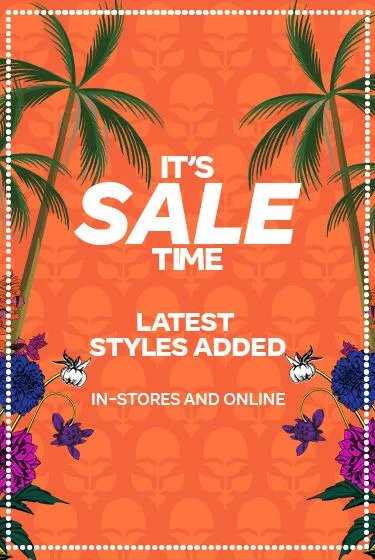 IT'S
SALE
TIME
LATEST
STYLES ADDED
IN-STORES AND ONLINE